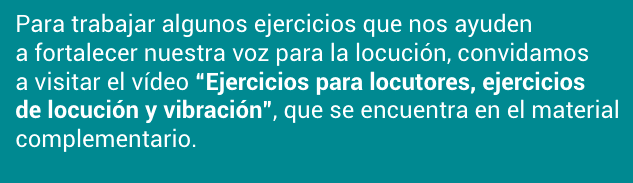 Para trabajar algunos ejercicios que nos ayuden
a fortalecer nuestra voz para la locución, convidamos
a visitar el vídeo “Ejercicios para locutores, ejercicios
de locución y vibración”, que se encuentra en el material
complementario.